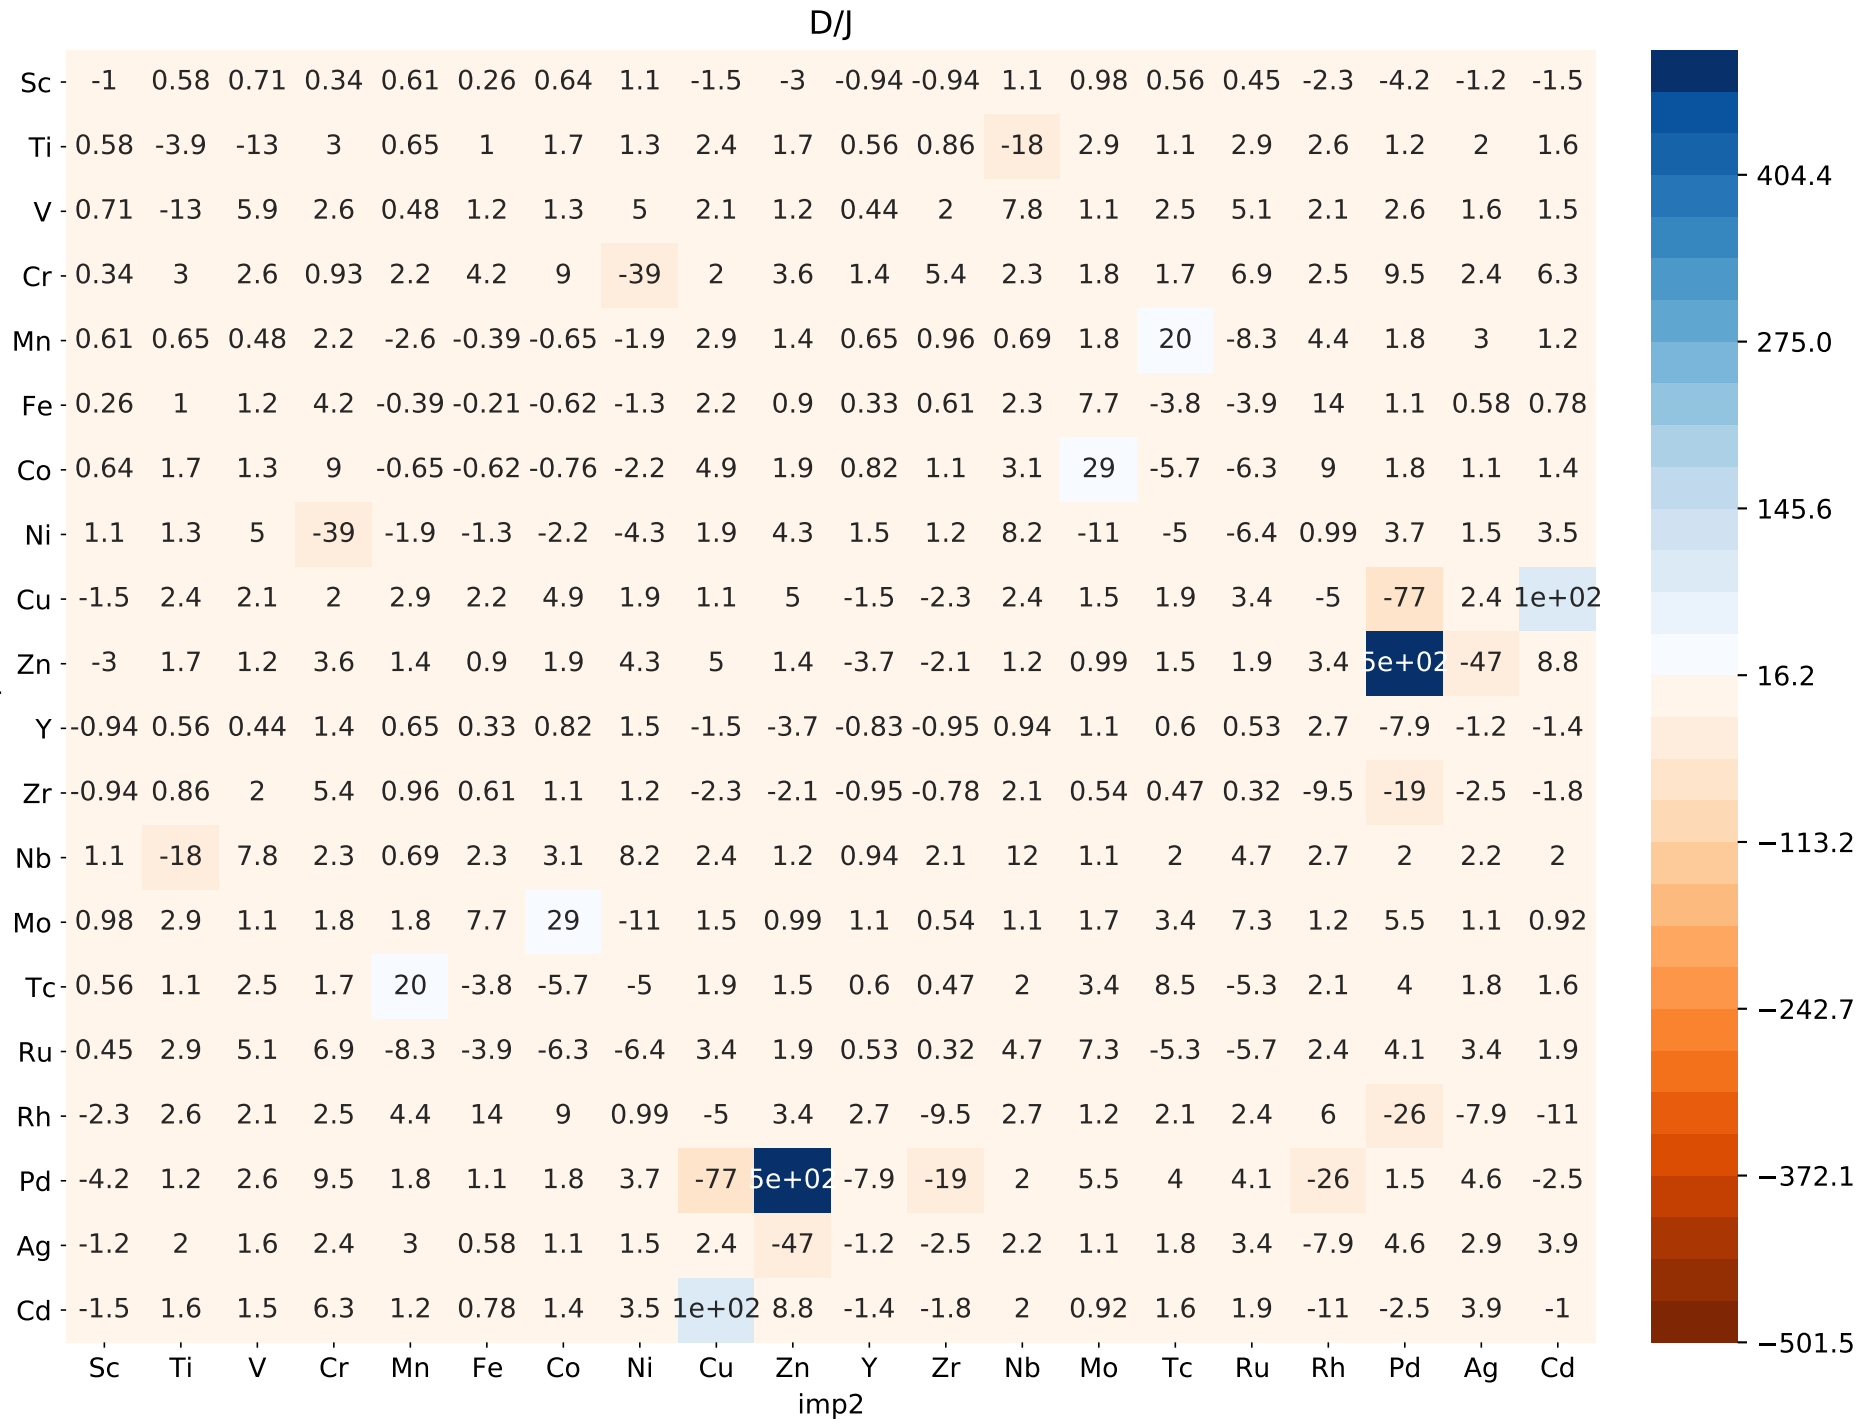 D/J
Sc -1 0.58 0.71 0.34 0.61 0.26 0.64 1.1 -1.5 -3 -0.94 -0.94 1.1 0.98 0.56 0.45 -2.3 -4.2 -1.2 -1.5
Ti 0.58 -3.9 -13 3 0.65 1 1.7 1.3 2.4 1.7 0.56 0.86 -18 2.9 1.1 2.9 2.6 1.2 2 1.6
V 0.71 -13 5.9 2.6 0.48 1.2 1.3 5 2.1 1.2 0.44 2 7.8 1.1 2.5 5.1 2.1 2.6 1.6 1.5
Cr 0.34 3 2.6 0.93 2.2 4.2 9 -39 2 3.6 1.4 5.4 2.3 1.8 1.7 6.9 2.5 9.5 2.4 6.3
Mn 0.61 0.65 0.48 2.2 -2.6 -0.39 -0.65 -1.9 2.9 1.4 0.65 0.96 0.69 1.8 20 -8.3 4.4 1.8 3 1.2
Fe 0.26 1 1.2 4.2 -0.39 -0.21 -0.62 -1.3 2.2 0.9 0.33 0.61 2.3 7.7 -3.8 -3.9 14 1.1 0.58 0.78
Co 0.64 1.7 1.3 9 -0.65 -0.62 -0.76 -2.2 4.9 1.9 0.82 1.1 3.1 29 -5.7 -6.3 9 1.8 1.1 1.4
Ni 1.1 1.3 5 -39 -1.9 -1.3 -2.2 -4.3 1.9 4.3 1.5 1.2 8.2 -11 -5 -6.4 0.99 3.7 1.5 3.5
Cu -1.5 2.4 2.1 2 2.9 2.2 4.9 1.9 1.1 5 -1.5 -2.3 2.4 1.5 1.9 3.4 -5 -77 2.4 1e+02
Zn -3 1.7 1.2 3.6 1.4 0.9 1.9 4.3 5 1.4 -3.7 -2.1 1.2 0.99 1.5 1.9 3.4 5e+02 -47 8.8
Y -0.94 0.56 0.44 1.4 0.65 0.33 0.82 1.5 -1.5 -3.7 -0.83 -0.95 0.94 1.1 0.6 0.53 2.7 -7.9 -1.2 -1.4
Zr -0.94 0.86 2 5.4 0.96 0.61 1.1 1.2 -2.3 -2.1 -0.95 -0.78 2.1 0.54 0.47 0.32 -9.5 -19 -2.5 -1.8
Nb 1.1 -18 7.8 2.3 0.69 2.3 3.1 8.2 2.4 1.2 0.94 2.1 12 1.1 2 4.7 2.7 2 2.2 2
Mo 0.98 2.9 1.1 1.8 1.8 7.7 29 -11 1.5 0.99 1.1 0.54 1.1 1.7 3.4 7.3 1.2 5.5 1.1 0.92
Tc 0.56 1.1 2.5 1.7 20 -3.8 -5.7 -5 1.9 1.5 0.6 0.47 2 3.4 8.5 -5.3 2.1 4 1.8 1.6
Ru 0.45 2.9 5.1 6.9 -8.3 -3.9 -6.3 -6.4 3.4 1.9 0.53 0.32 4.7 7.3 -5.3 -5.7 2.4 4.1 3.4 1.9
Rh -2.3 2.6 2.1 2.5 4.4 14 9 0.99 -5 3.4 2.7 -9.5 2.7 1.2 2.1 2.4 6 -26 -7.9 -11
Pd -4.2 1.2 2.6 9.5 1.8 1.1 1.8 3.7 -77 5e+02 -7.9 -19 2 5.5 4 4.1 -26 1.5 4.6 -2.5
Ag -1.2 2 1.6 2.4 3 0.58 1.1 1.5 2.4 -47 -1.2 -2.5 2.2 1.1 1.8 3.4 -7.9 4.6 2.9 3.9
Cd -1.5 1.6 1.5 6.3 1.2 0.78 1.4 3.5 1e+02 8.8 -1.4 -1.8 2 0.92 1.6 1.9 -11 -2.5 3.9 -1
Sc Ti V Cr Mn Fe Co Ni Cu Zn Y Zr Nb Mo Tc Ru Rh Pd Ag Cd
imp2
404.4
275.0
145.6
16.2
−113.2
−242.7
−372.1
−501.5